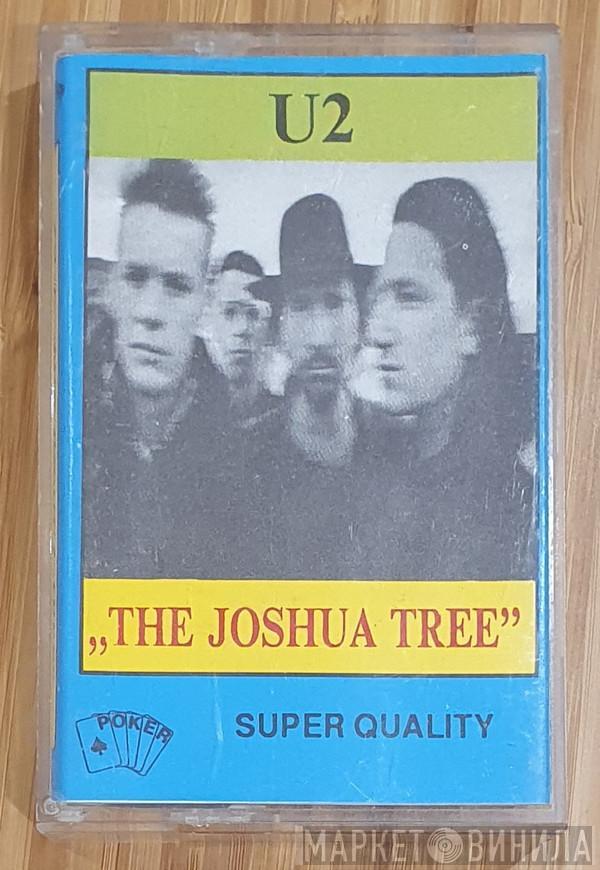 U2
„THE JOSHUA TREE”
POKER
SUPER QUALITY
МАРКЕТ ВИНИЛА